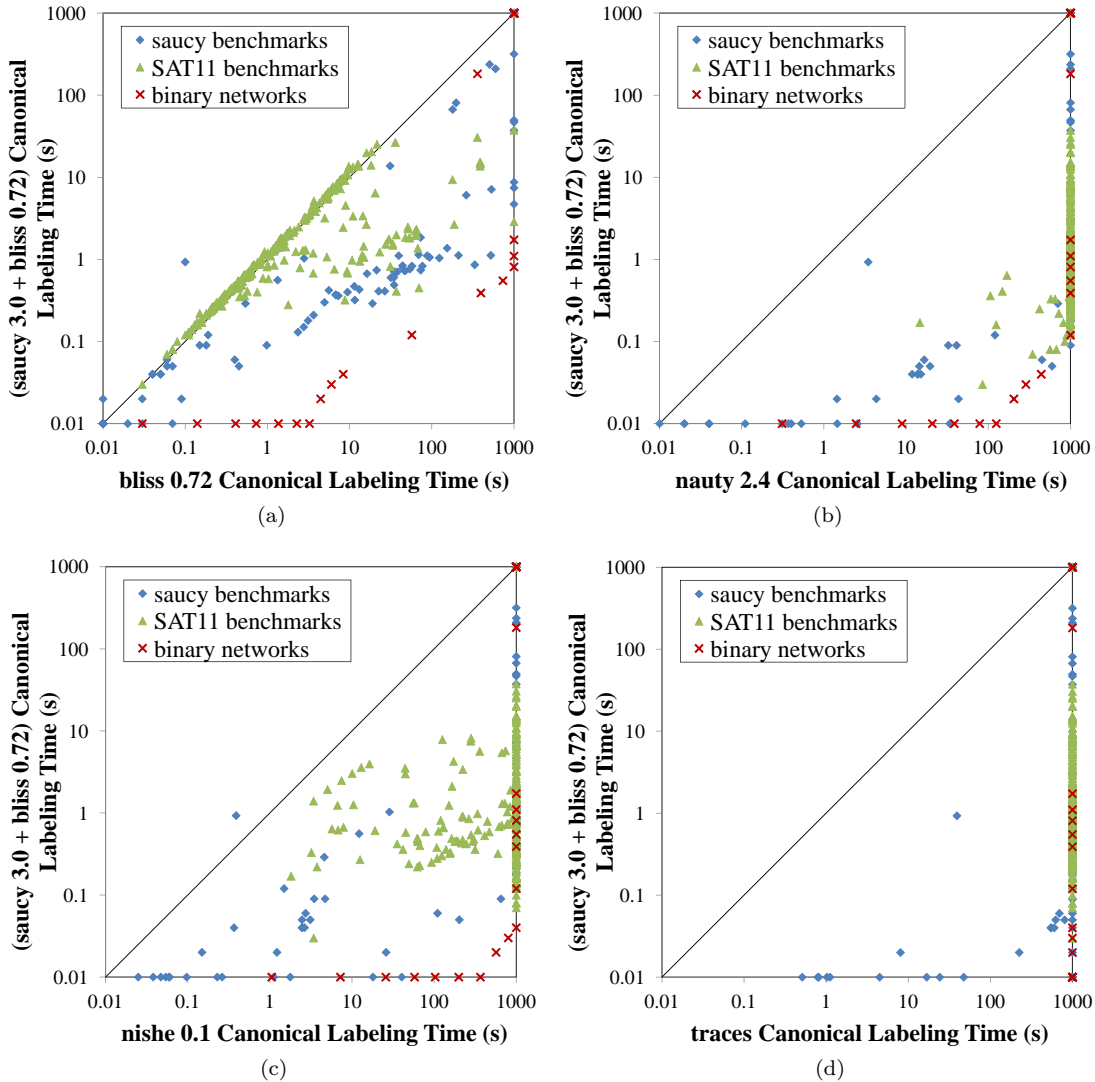 (saucy 3.0 + bliss 0.72) Canonical
Labeling Time (s)
1000
100
10
1
0.1
0.01
saucy benchmarks
SAT11 benchmarks
binary networks
0.01 0.1 1 10 100 1000
bliss 0.72 Canonical Labeling Time (s)
(a)
(saucy 3.0 + bliss 0.72) Canonical
Labeling Time (s)
1000
100
10
1
0.1
0.01
saucy benchmarks
SAT11 benchmarks
binary networks
0.01 0.1 1 10 100 1000
nauty 2.4 Canonical Labeling Time (s)
(b)
(saucy 3.0 + bliss 0.72) Canonical
Labeling Time (s)
1000
100
10
1
0.1
0.01
saucy benchmarks
SAT11 benchmarks
binary networks
0.01 0.1 1 10 100 1000
nishe 0.1 Canonical Labeling Time (s)
(c)
(saucy 3.0 + bliss 0.72) Canonical
Labeling Time (s)
1000
100
10
1
0.1
0.01
saucy benchmarks
SAT11 benchmarks
binary networks
0.01 0.1 1 10 100 1000
traces Canonical Labeling Time (s)
(d)